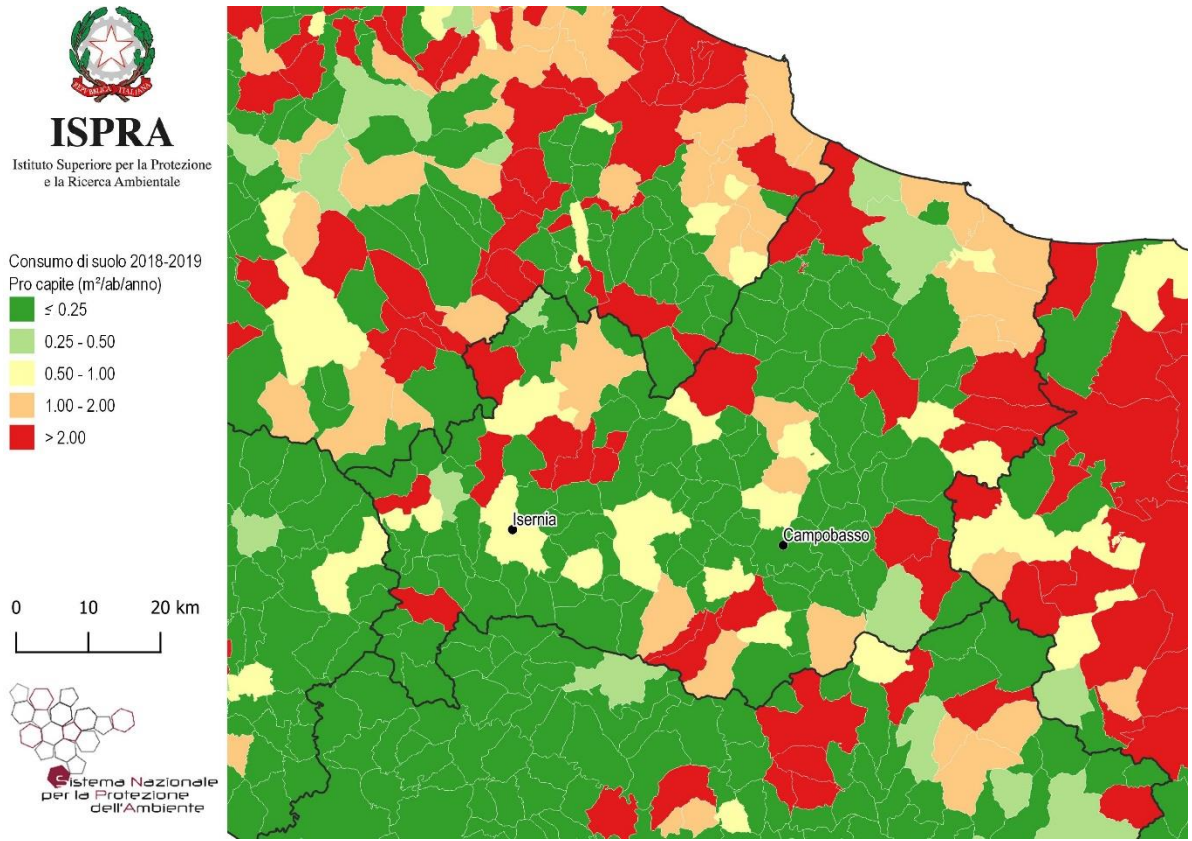 REPVBBLICA ITALIANA
ISPRA
Istituto Superiore per la Protezione
e la Ricerca Ambientale
Consumo di suolo 2018-2019
Pro capite (m²/ab/anno)
≤ 0.25
0.25 - 0.50
0.50 - 1.00
1.00 - 2.00
> 2.00
Isernia
Campobasso
0 10 20 km
Sistema Nazionale
per la Protezione
dell'Ambiente